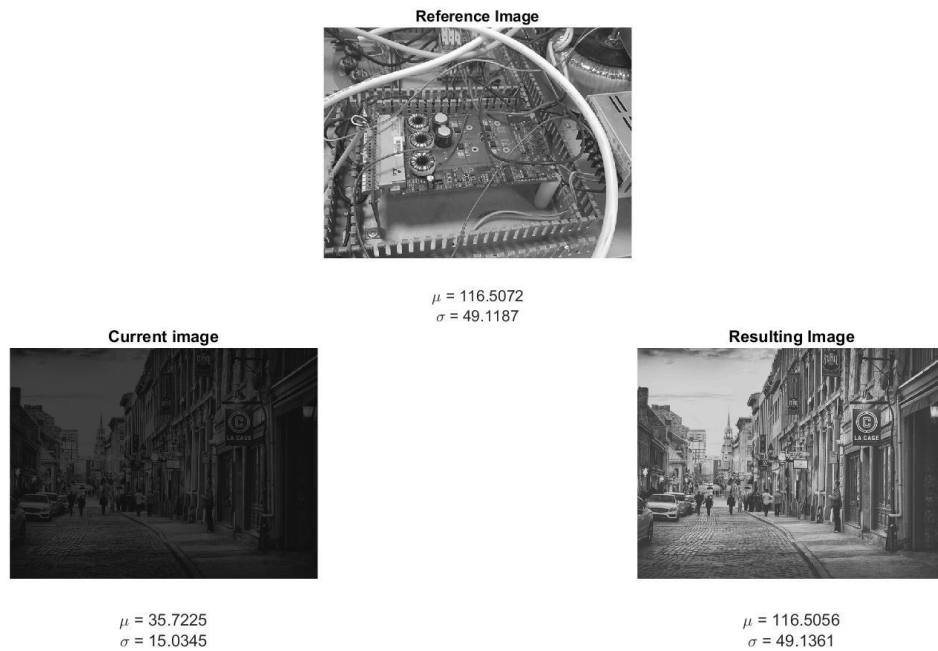 Reference Image
μ = 116.5072
σ = 49.1187
Current image
C
LA CAGE
μ = 35.7225
σ = 15.0345
Resulting Image
C
LA CAGE
μ = 116.5056
σ = 49.1361